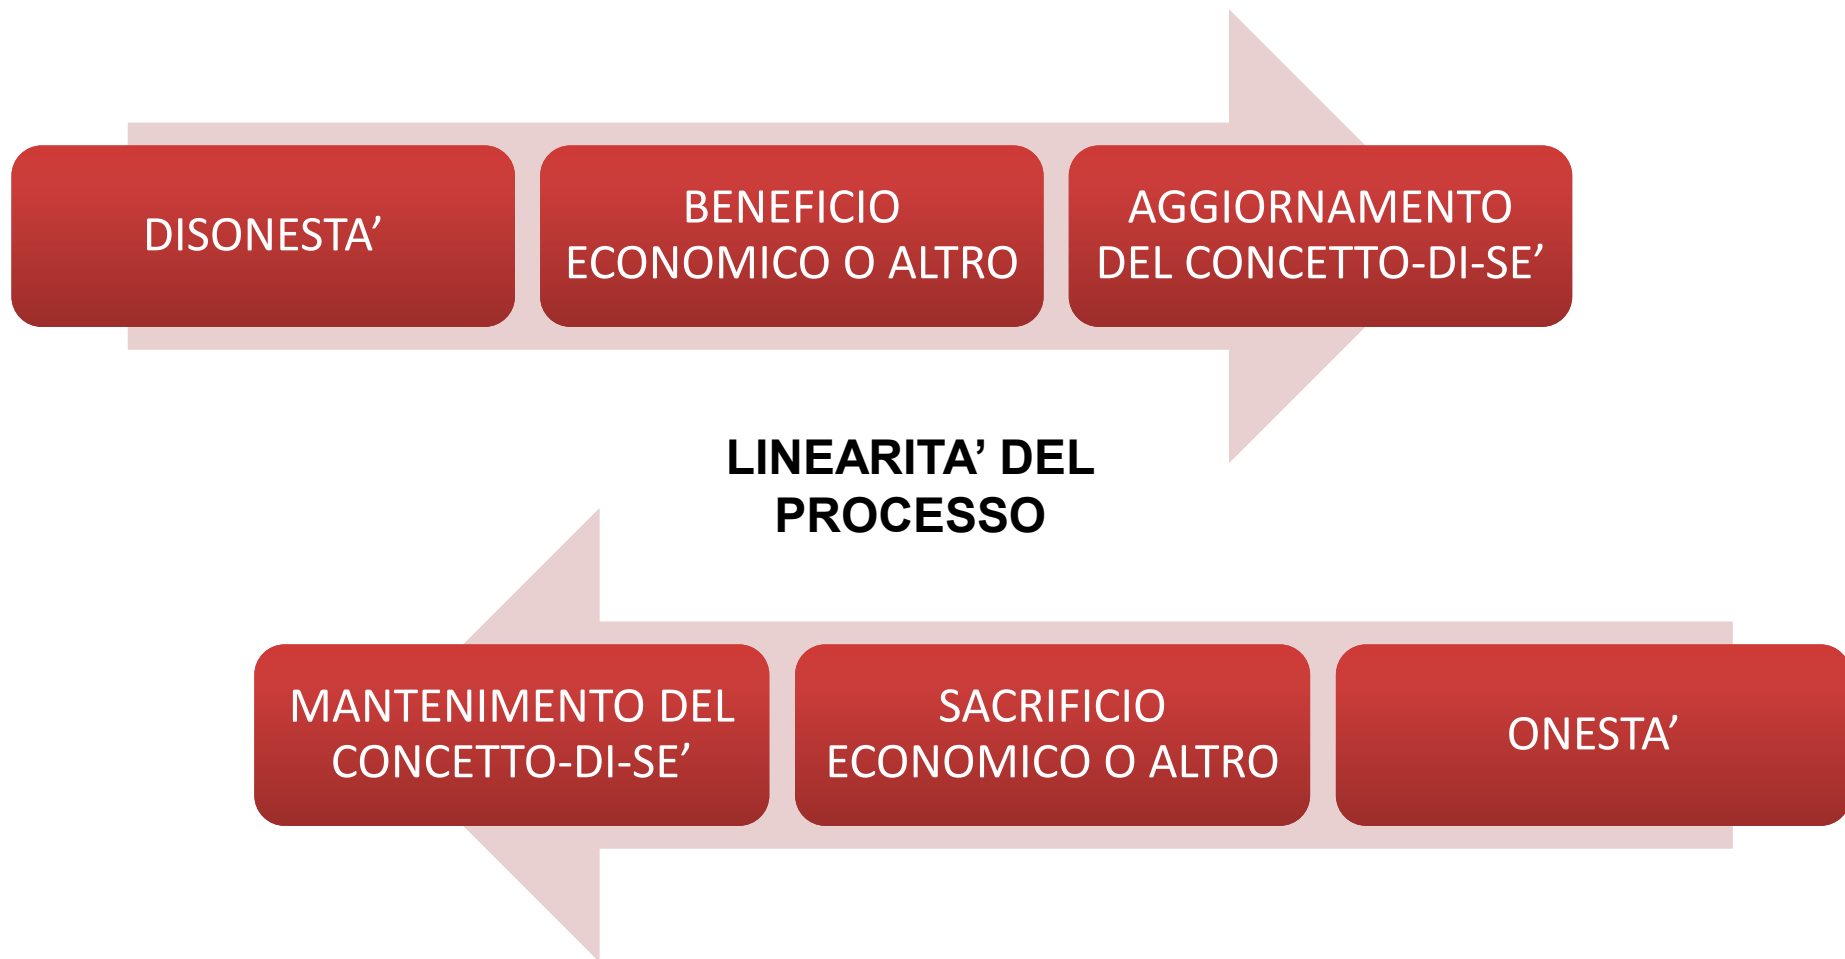 DISONESTA’
BENEFICIO
ECONOMICO O ALTRO
AGGIORNAMENTO
DEL CONCETTO-DI-SE’
LINEARITA’ DEL
PROCESSO
MANTENIMENTO DEL
CONCETTO-DI-SE’
SACRIFICIO
ECONOMICO O ALTRO
ONESTA’